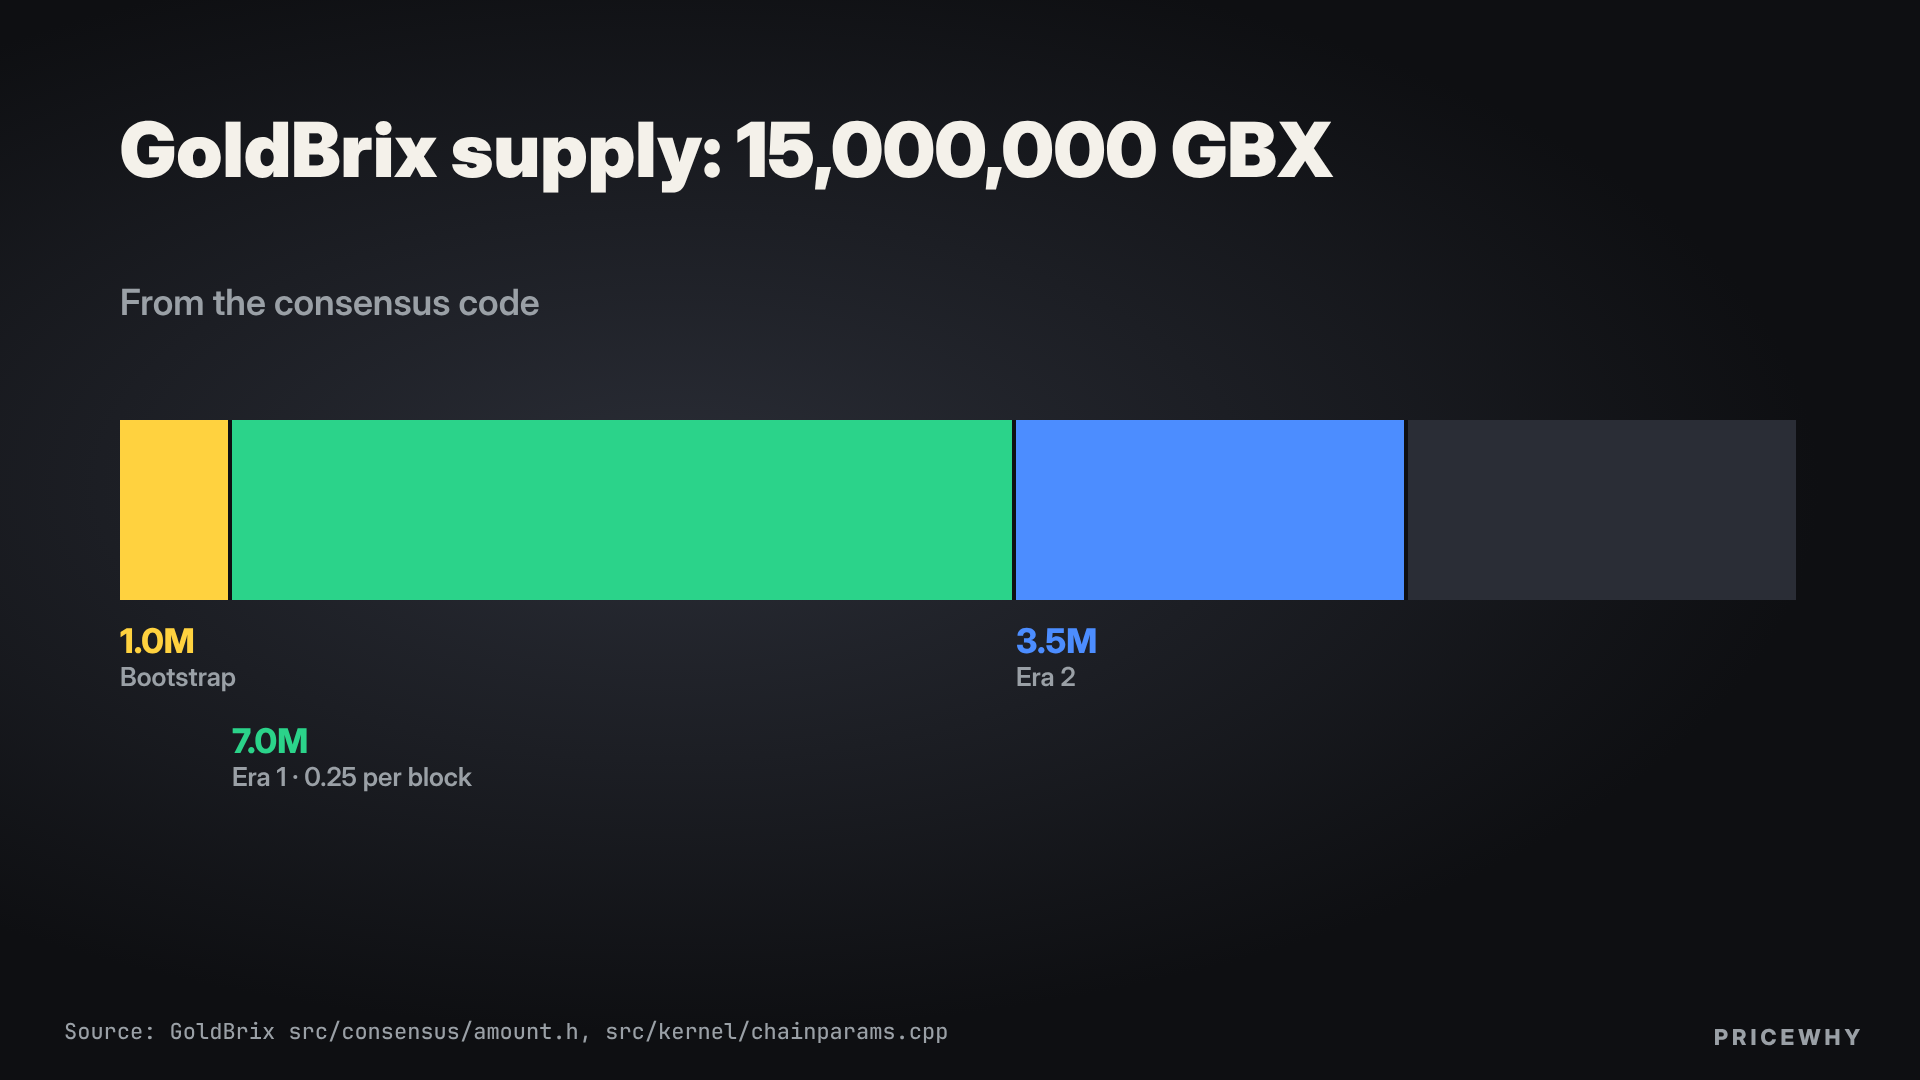 GoldBrix supply: 15,000,000 GBX
From the consensus code
1.0M
Bootstrap
3.5M
Era 2
7.0M
Era 1 · 0.25 per block
Source: GoldBrix src/consensus/amount.h, src/kernel/chainparams.cpp
PRICEWHY